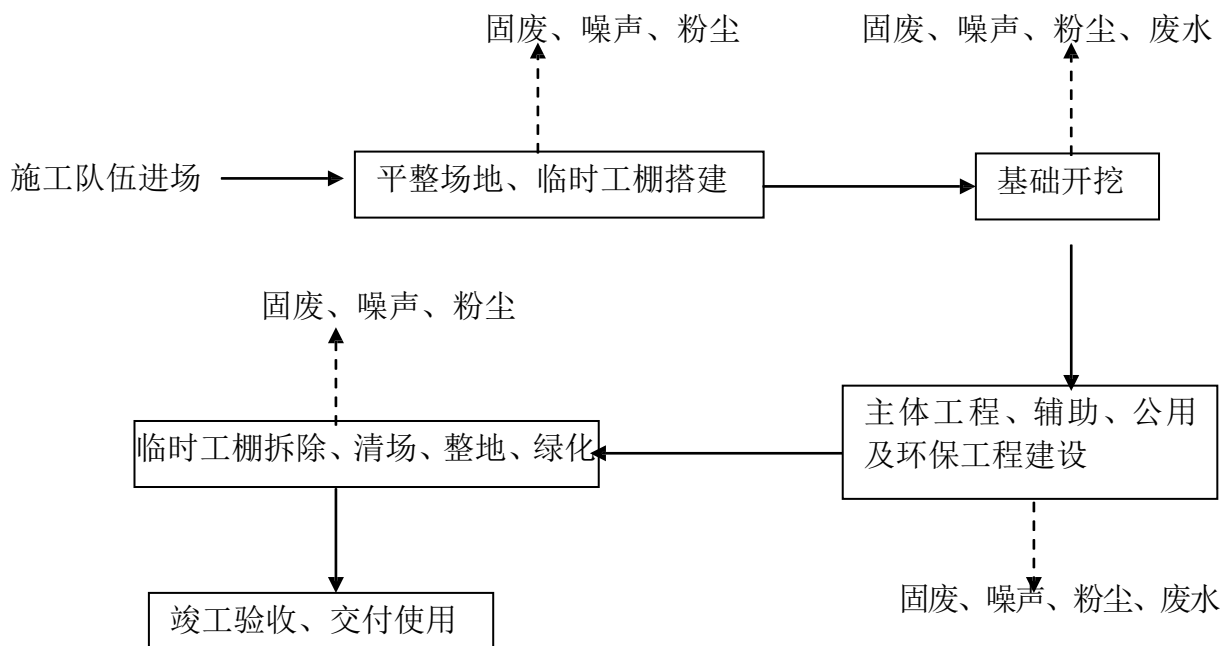 固废、噪声、粉尘
固废、噪声、粉尘、废水
施工队伍进场
平整场地、临时工棚搭建
基础开挖
固废、噪声、粉尘
主体工程、辅助、公用
及环保工程建设
临时工棚拆除、清场、整地、绿化
固废、噪声、粉尘、废水
竣工验收、交付使用